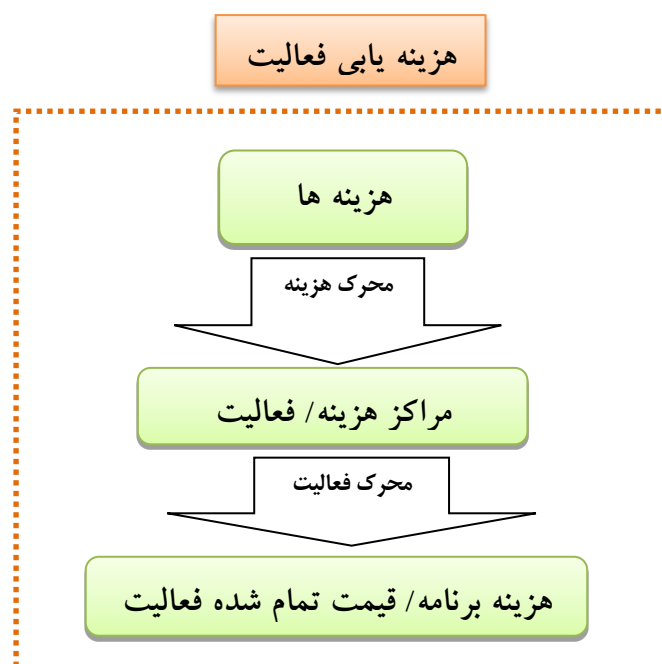 هزینه یابی فعالیت
هزینه ها
محرک هزینه
مراکز هزینه/ فعالیت
محرک فعالیت
هزینه برنامه/ قیمت تمام شده فعالیت